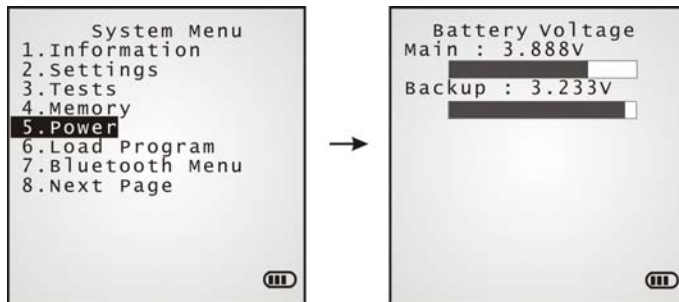 System Menu
1.Information
2.Settings
3.Tests
4.Memory
5.Power
6.Load Program
7.Bluetooth Menu
8.Next Page
Battery Voltage
Main : 3.888V
Backup : 3.233V